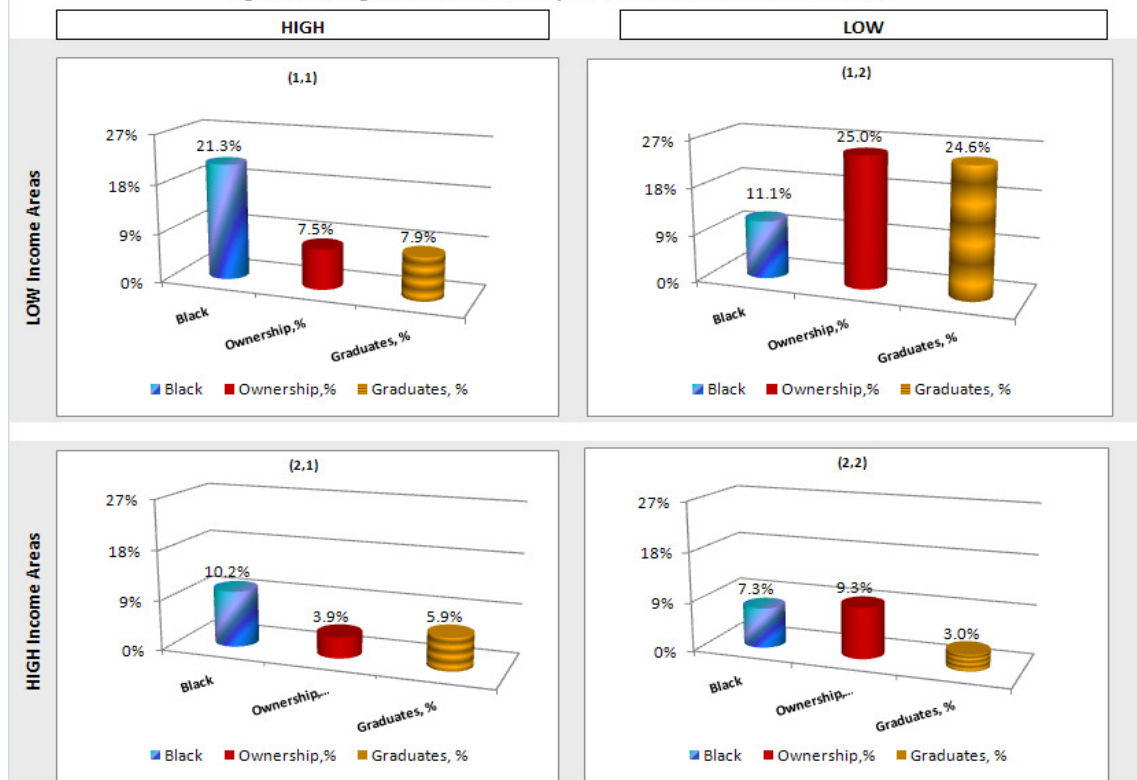 HIGH
LOW
LOW Income Areas
(1,1)
27%
18%
9%
0%
21.3%
7.5%
7.9%
Black
Ownership,%
Graduates, %
Black Ownership,% Graduates, %
(1,2)
27%
18%
9%
0%
11.1%
25.0%
24.6%
Black
Ownership,%
Graduates, %
Black Ownership,% Graduates, %
HIGH Income Areas
(2,1)
27%
18%
9%
0%
10.2%
3.9%
5.9%
Black
Ownership,...
Graduates, %
Black Ownership,% Graduates, %
(2,2)
27%
18%
9%
0%
7.3%
9.3%
3.0%
Black
Ownership,...
Graduates, %
Black Ownership,% Graduates, %